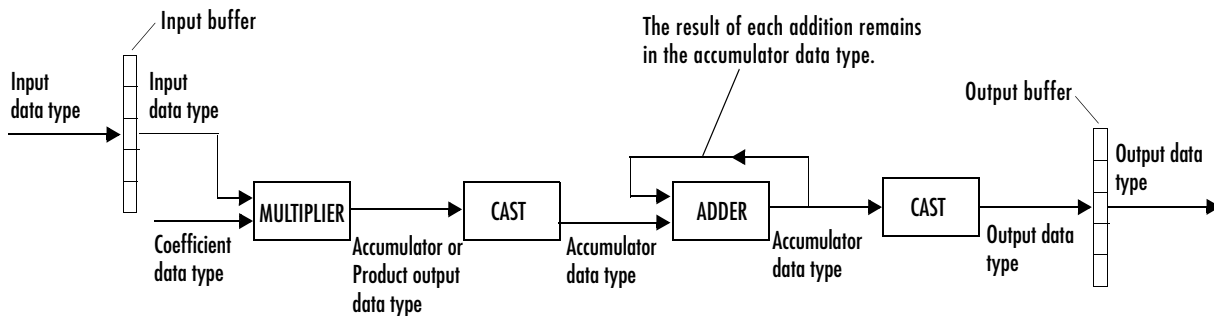 Input buffer
The result of each addition remains
in the accumulator data type.
Input
data type
Input
data type
Output buffer
Output data
type
MULTIPLIER
CAST
ADDER
CAST
Coefficient
data type
Accumulator or
Product output
data type
Accumulator
data type
Accumulator
data type
Output data
type